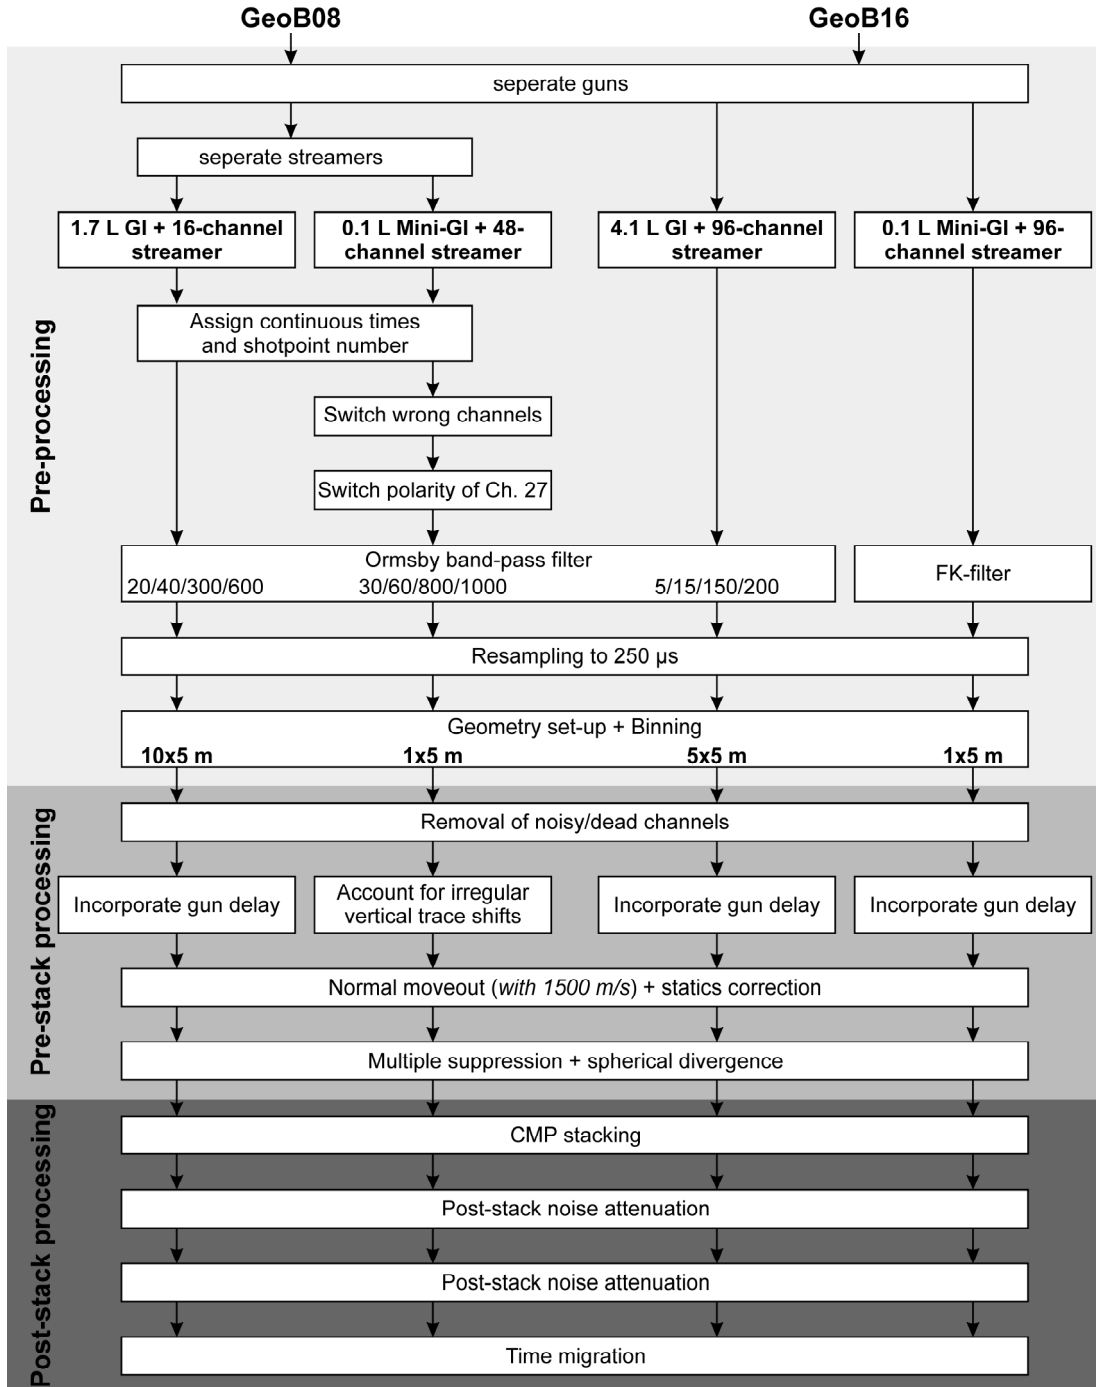 GeoB08
GeoB16
seperate guns
seperate streamers
1.7 L GI + 16-channel
streamer
0.1 L Mini-GI + 48-
channel streamer
4.1 L GI + 96-channel
streamer
0.1 L Mini-GI + 96-
channel streamer
Assign continuous times
and shotpoint number
Switch wrong channels
Switch polarity of Ch. 27
Ormsby band-pass filter
20/40/300/600
30/60/800/1000
5/15/150/200
FK-filter
Resampling to 250 µs
Geometry set-up + Binning
10x5 m
1x5 m
5x5 m
1x5 m
Pre-processing
Removal of noisy/dead channels
Incorporate gun delay
Account for irregular
vertical trace shifts
Incorporate gun delay
Incorporate gun delay
Normal moveout (with 1500 m/s) + statics correction
Multiple suppression + spherical divergence
Pre-stack processing
CMP stacking
Post-stack noise attenuation
Post-stack noise attenuation
Time migration
Post-stack processing